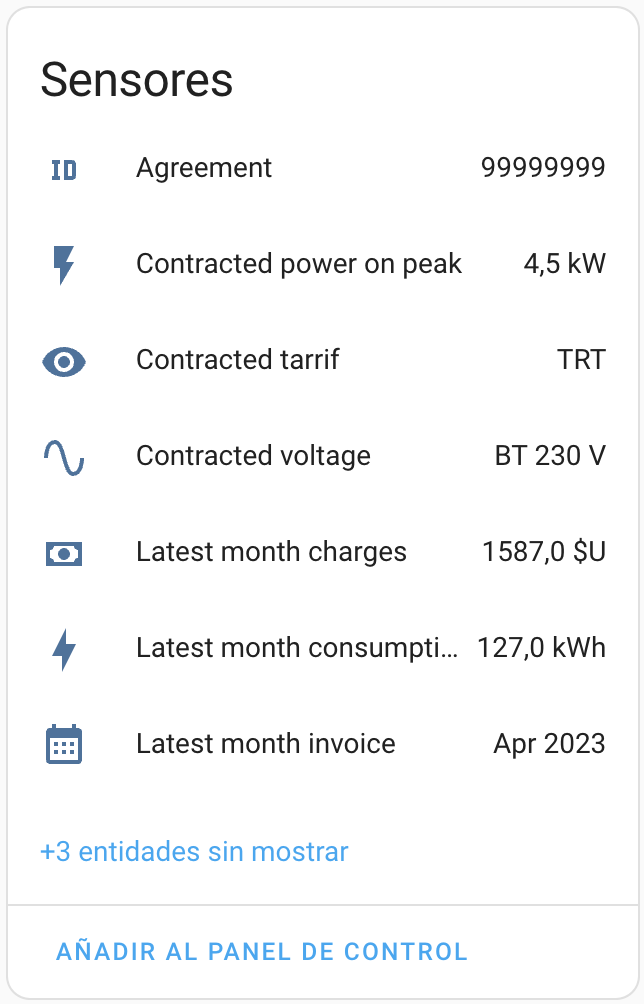 Sensores
ID Agreement 99999999
Contracted power on peak 4,5 kW
Contracted tarrif TRT
Contracted voltage BT 230 V
Latest month charges 1587,0 $U
Latest month consumpti... 127,0 kWh
Latest month invoice Apr 2023
+3 entidades sin mostrar
AÑADIR AL PANEL DE CONTROL